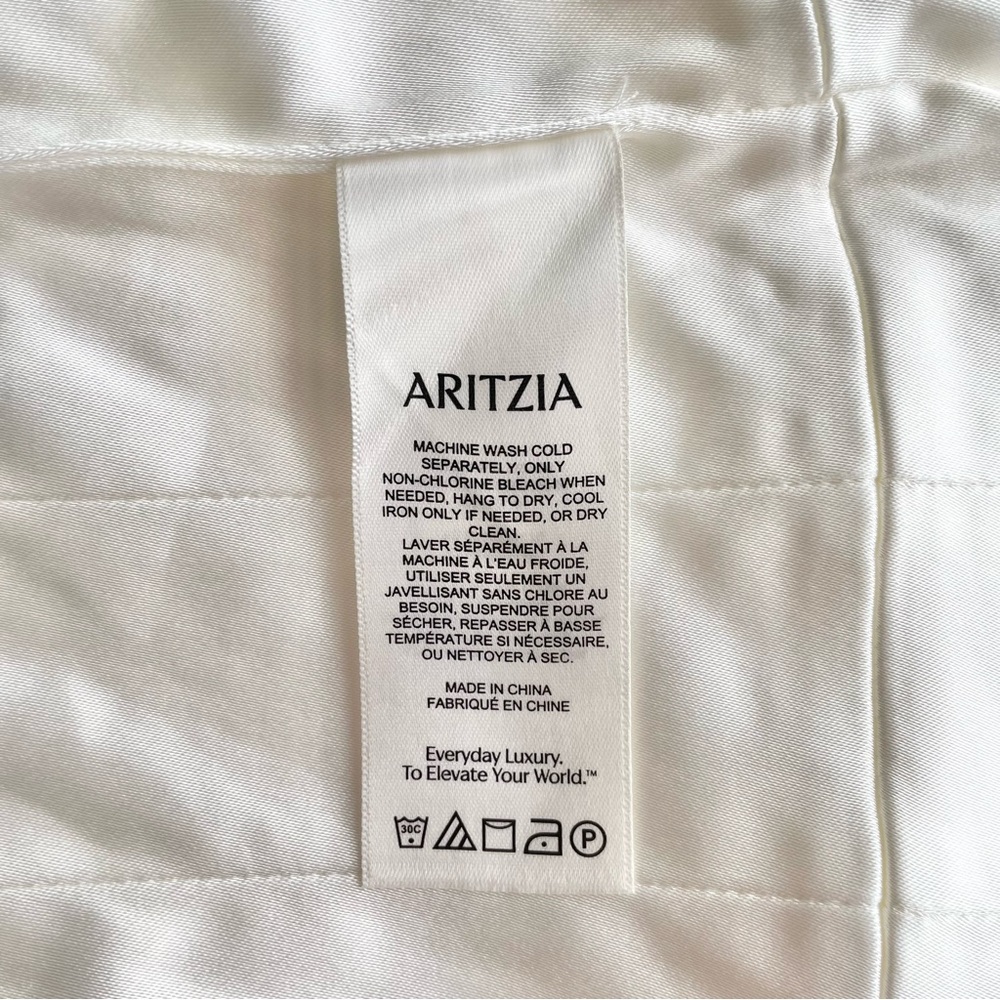 ARITZIA
MACHINE WASH COLD
SEPARATELY, ONLY
NON-CHLORINE BLEACH WHEN
NEEDED, HANG TO DRY, COOL
IRON ONLY IF NEEDED, OR DRY
CLEAN.
LAVER SÉPARÉMENT À LA
MACHINE À L'EAU FROIDE,
UTILISER SEULEMENT UN
JAVELLISANT SANS CHLORE AU
BESOIN, SUSPENDRE POUR
SÉCHER, REPASSER À BASSE
TEMPÉRATURE SI NÉCESSAIRE,
OU NETTOYER À SEC.
MADE IN CHINA
FABRIQUÉ EN CHINE
Everyday Luxury.
To Elevate Your World.™
30C P